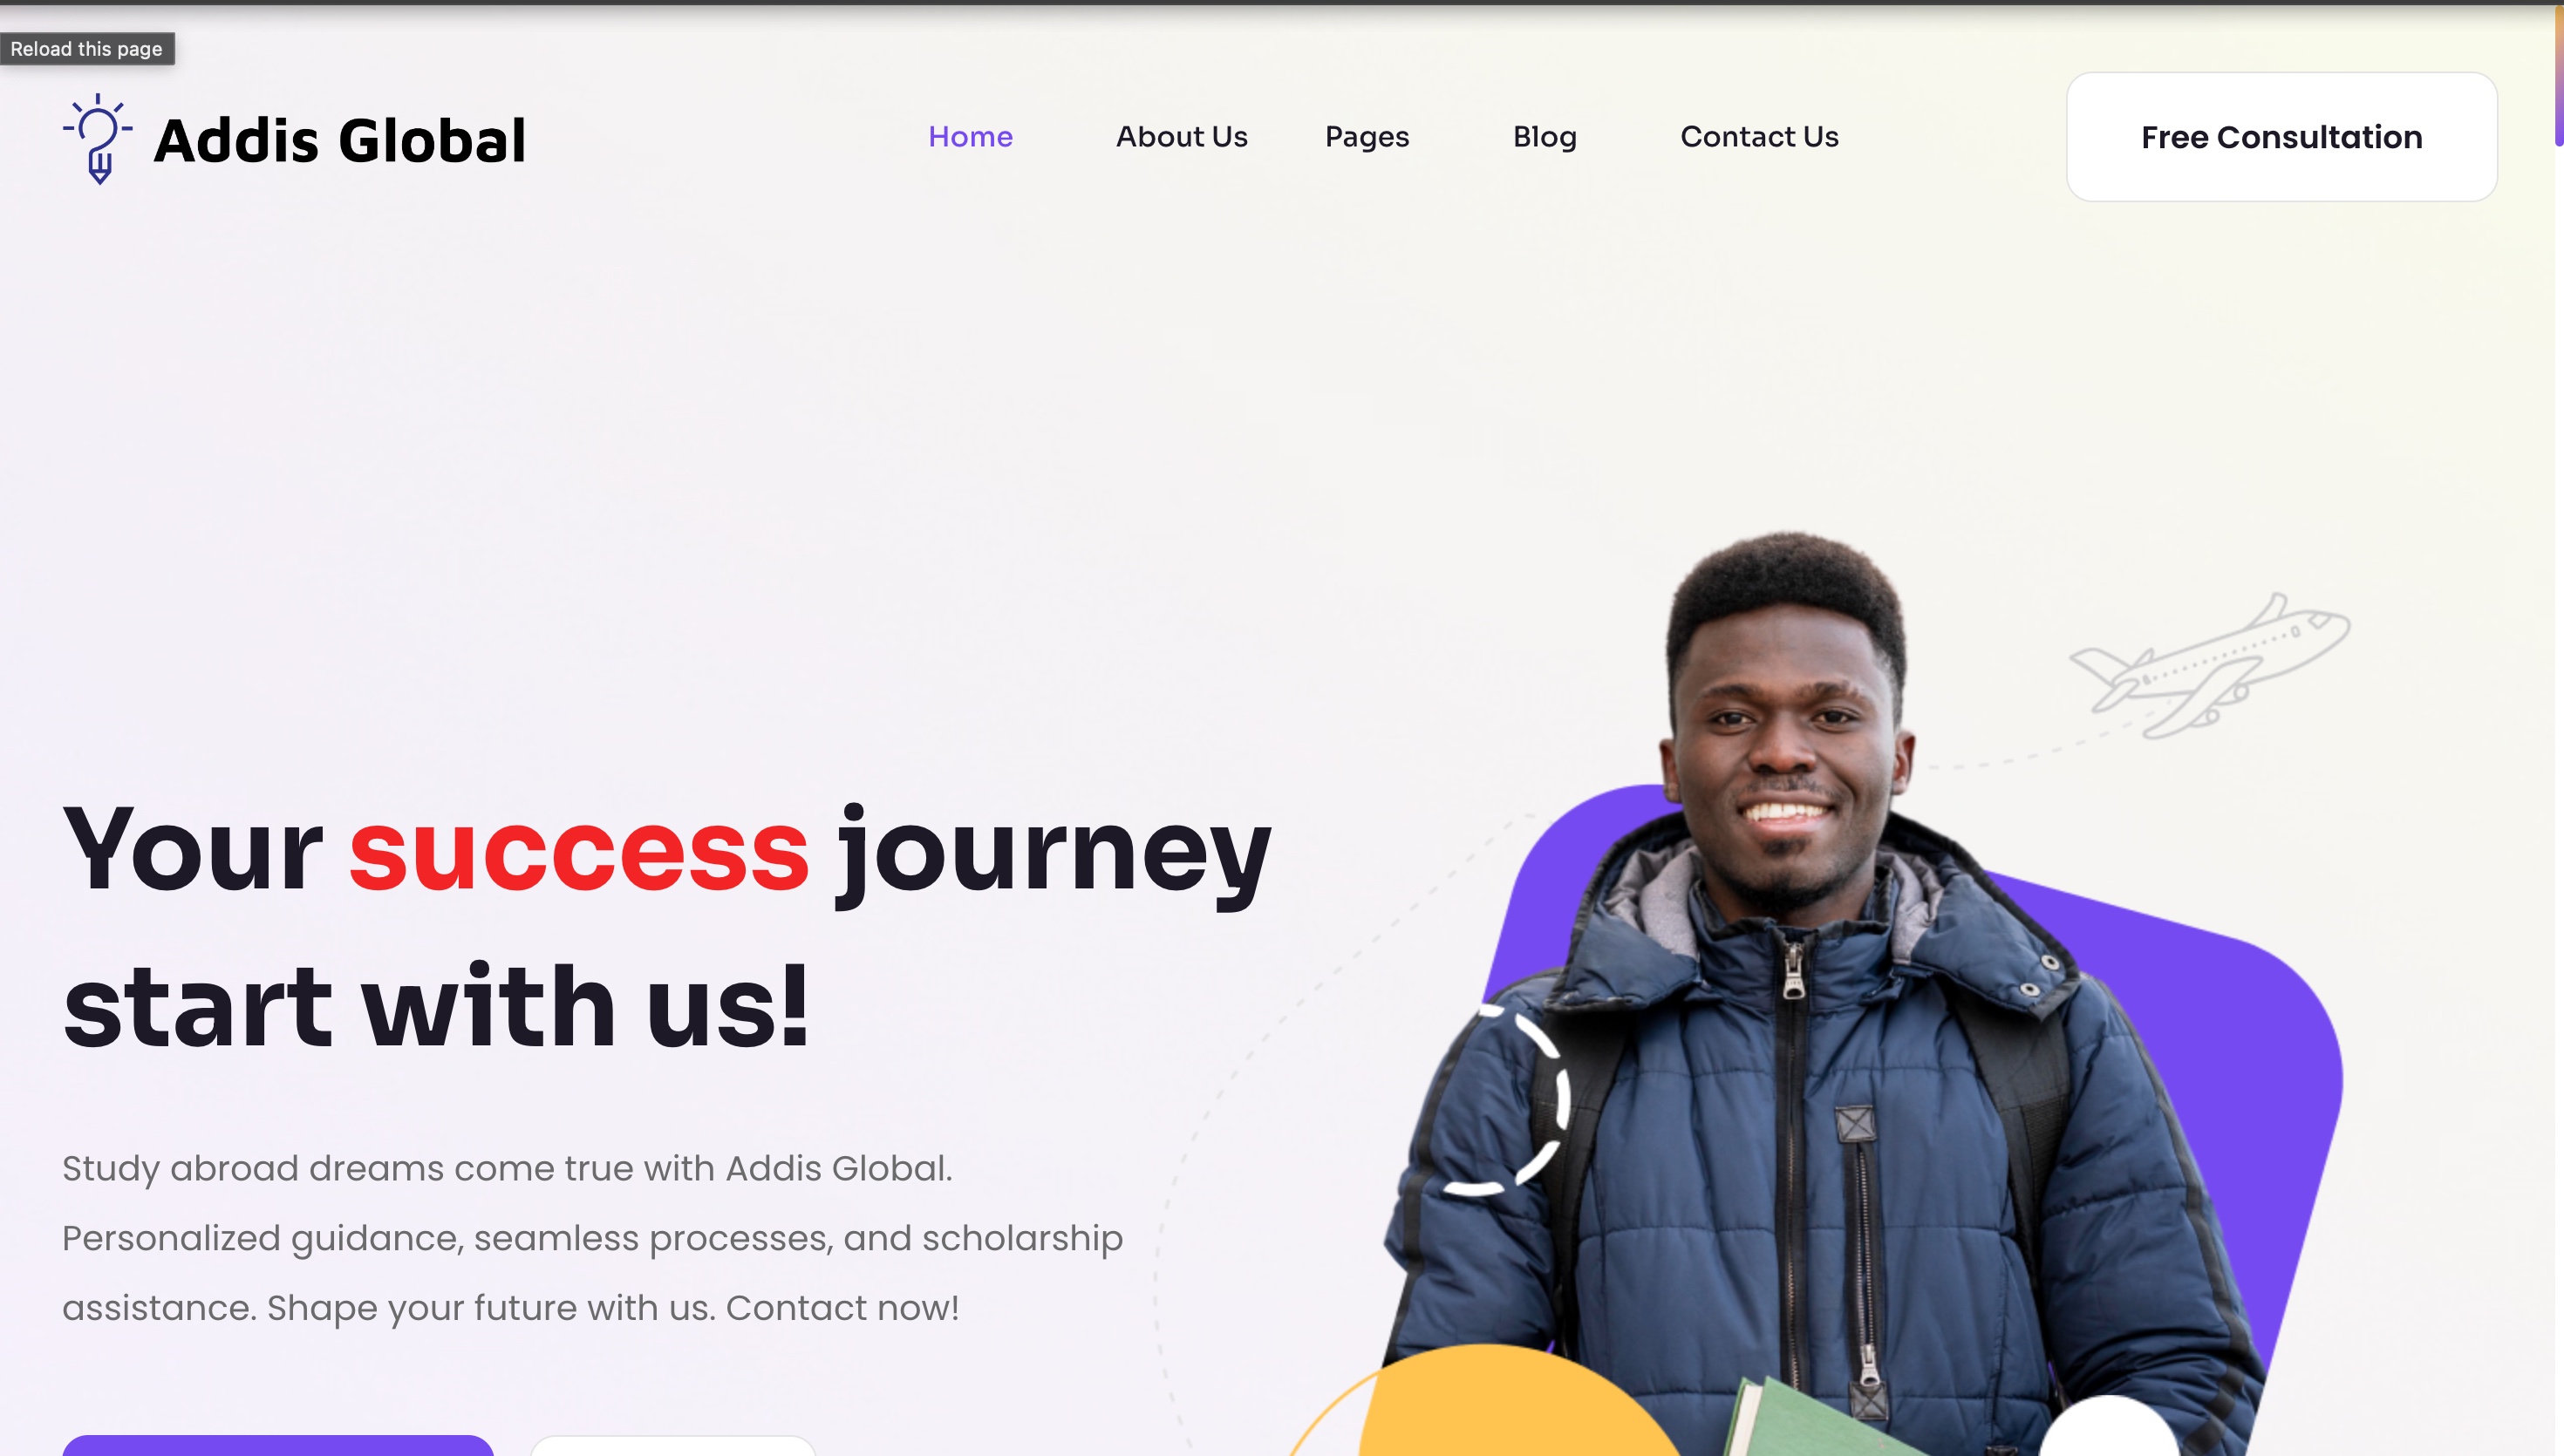 Reload this page
Addis Global
Home
About Us
Pages
Blog
Contact Us
Free Consultation
Your success journey
start with us!
Study abroad dreams come true with Addis Global.
Personalized guidance, seamless processes, and scholarship
assistance. Shape your future with us. Contact now!